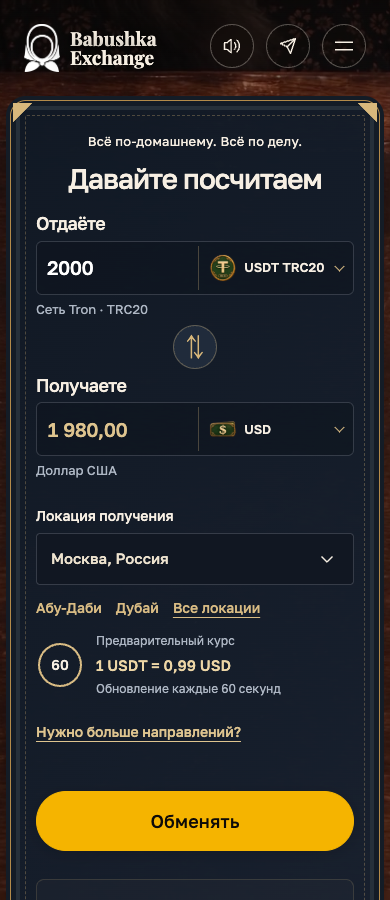 Babushka
Exchange
Всё по-домашнему. Всё по делу.
Давайте посчитаем
Отдаёте
2000
USDT TRC20
Сеть Tron · TRC20
Получаете
1 980,00
USD
Доллар США
Локация получения
Москва, Россия
Абу-Даби Дубай Все локации
Предварительный курс
60
1 USDT = 0,99 USD
Обновление каждые 60 секунд
Нужно больше направлений?
Обменять